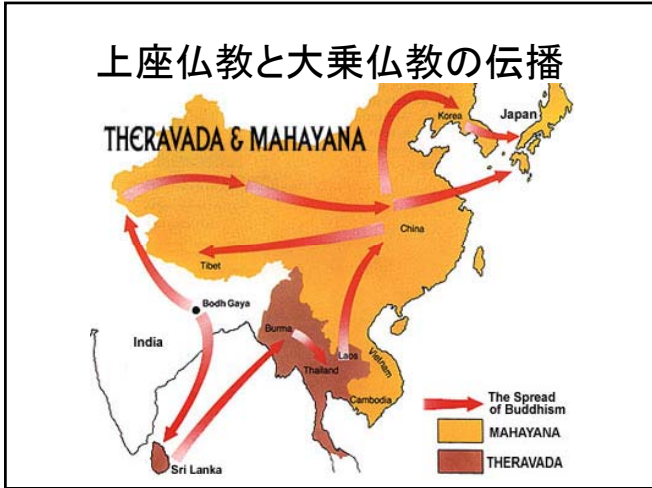 上座仏教と大乗仏教の伝播
THERAVADA & MAHAYANA
Korea
Japan
China
Tibet
Bodh Gaya
India
Burma
Laos
Thailand
Vietnam
Cambodia
Sri Lanka
The Spread
of Buddhism
MAHAYANA
THERAVADA